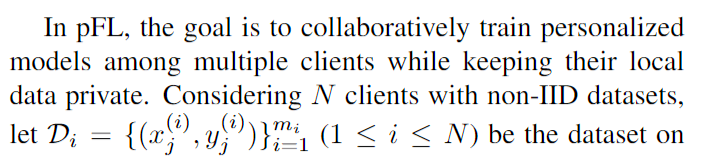 In pFL, the goal is to collaboratively train personalized
models among multiple clients while keeping their local
data private. Considering $N$ clients with non-IID datasets,
let $\mathcal{D}_i = \{(x_j^{(i)}, y_j^{(i)})\}_{i=1}^{m_i}$ $(1 \leq i \leq N)$ be the dataset on